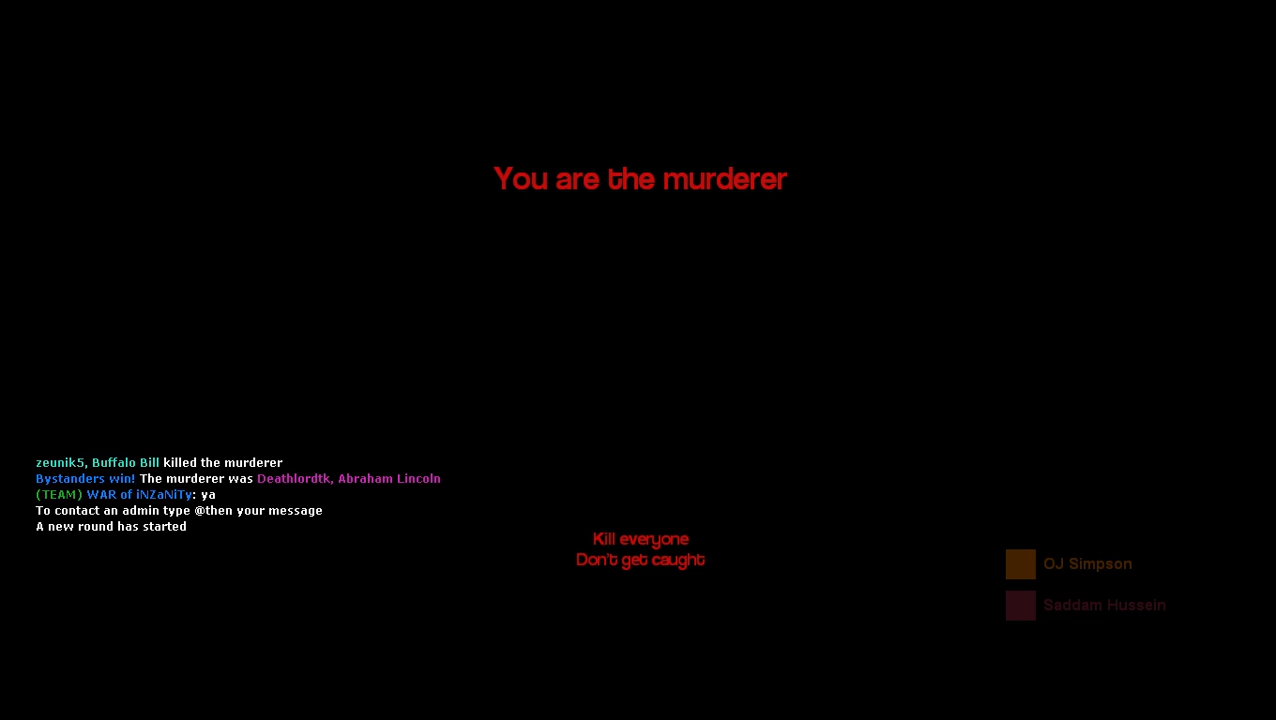 You are the murderer
zeunik5, Buffalo Bill killed the murderer
Bystanders win! The murderer was Deathlordtk, Abraham Lincoln
(TEAM) WAR of iNZaNiTy: ya
To contact an admin type @then your message
A new round has started
Kill everyone
Don't get caught
OJ Simpson
Saddam Hussein